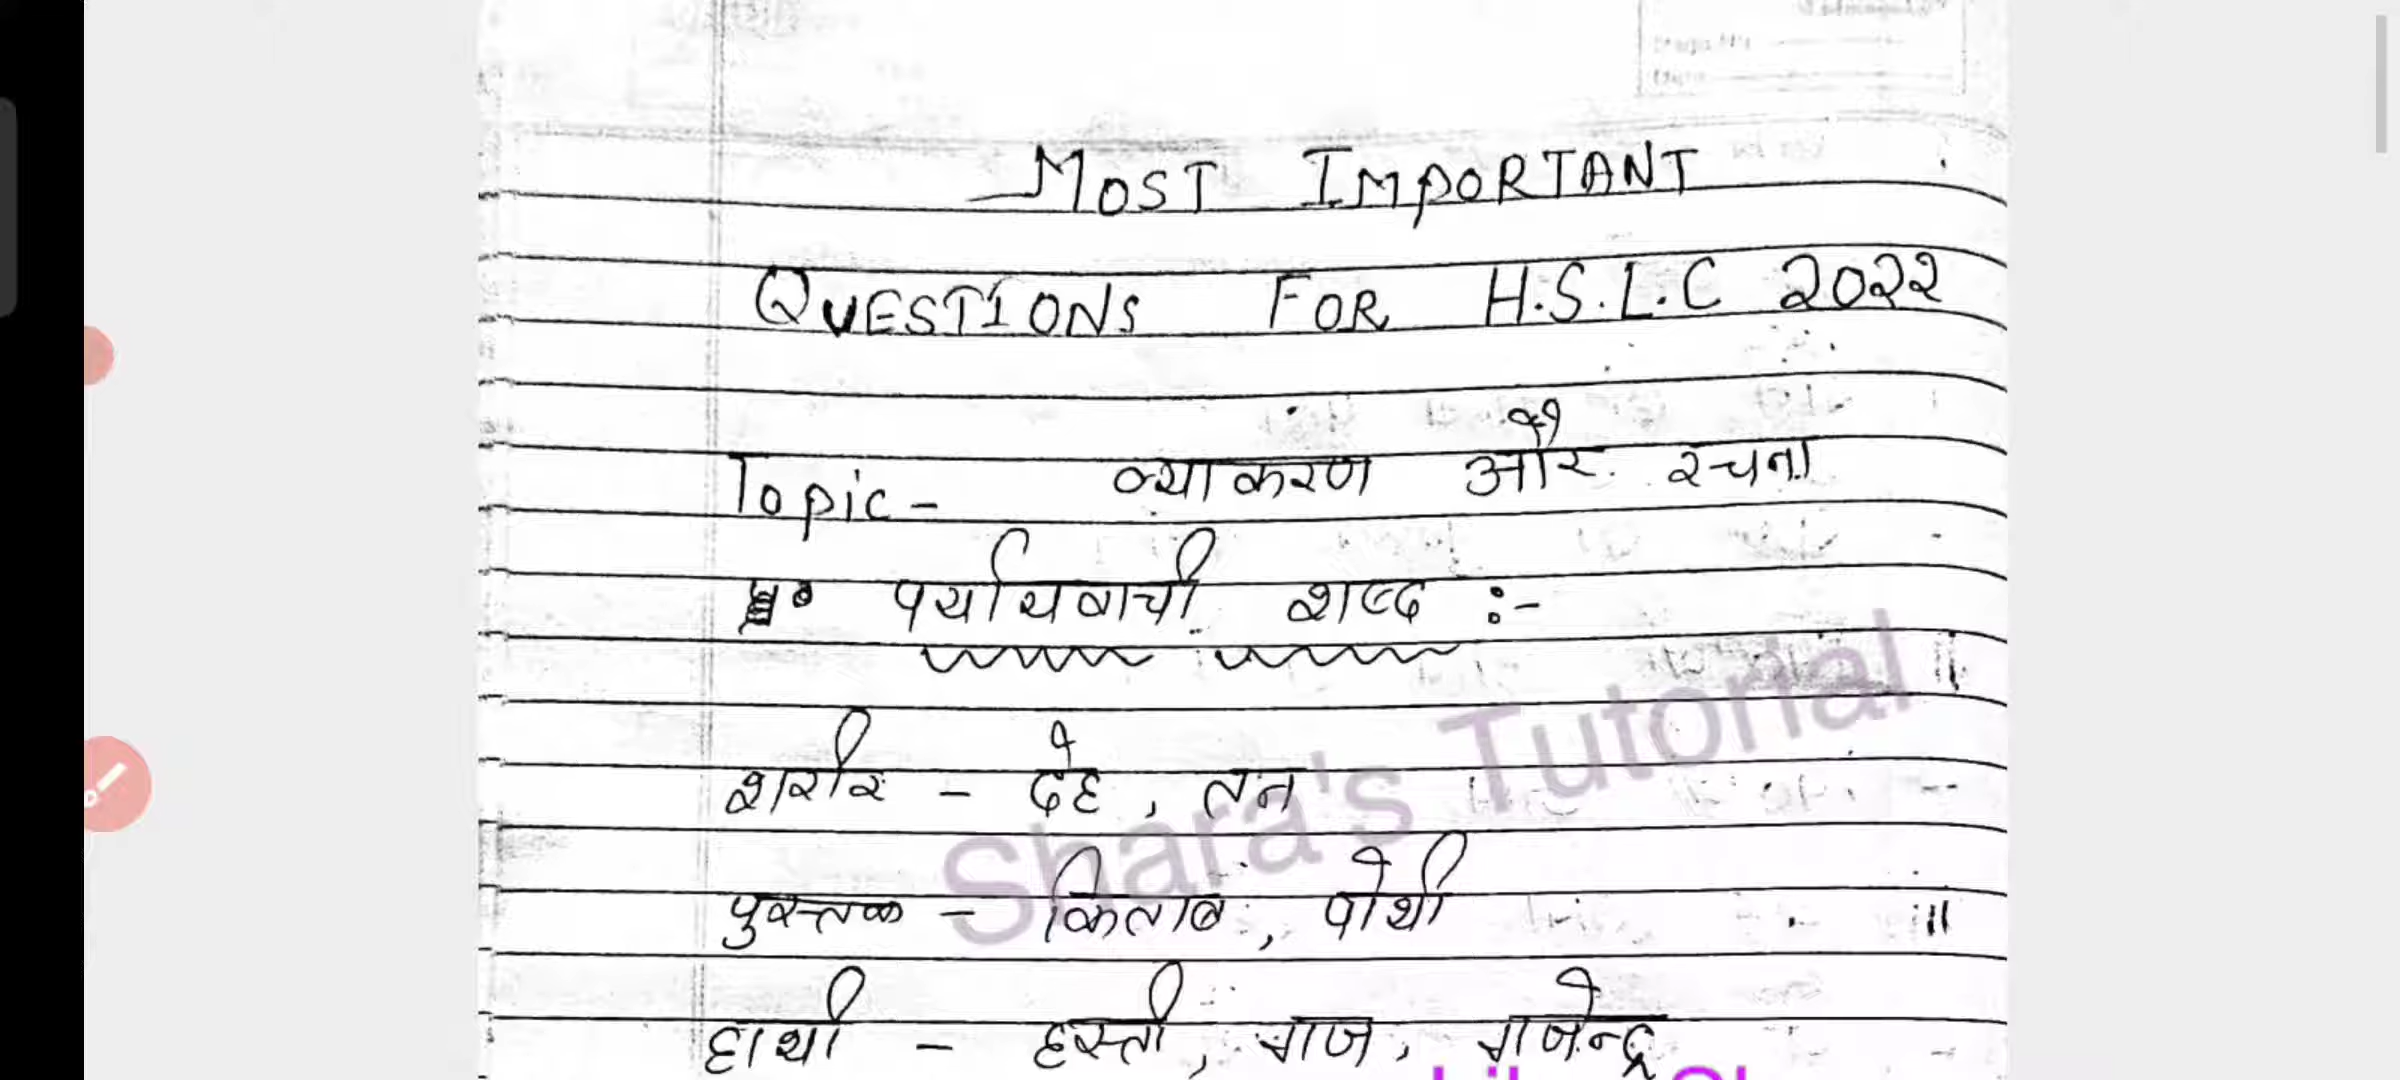 MOST IMPORTANT
QUESTIONS FOR H.S.L.C 2022
Topic - व्याकरण और रचना
पर्यायवाची शब्द :-
शरीर - देह, तन
पुस्तक - किताब, पोथी
हाथी - हस्ती, गज, गजेन्द्र
Shara's Tutorial